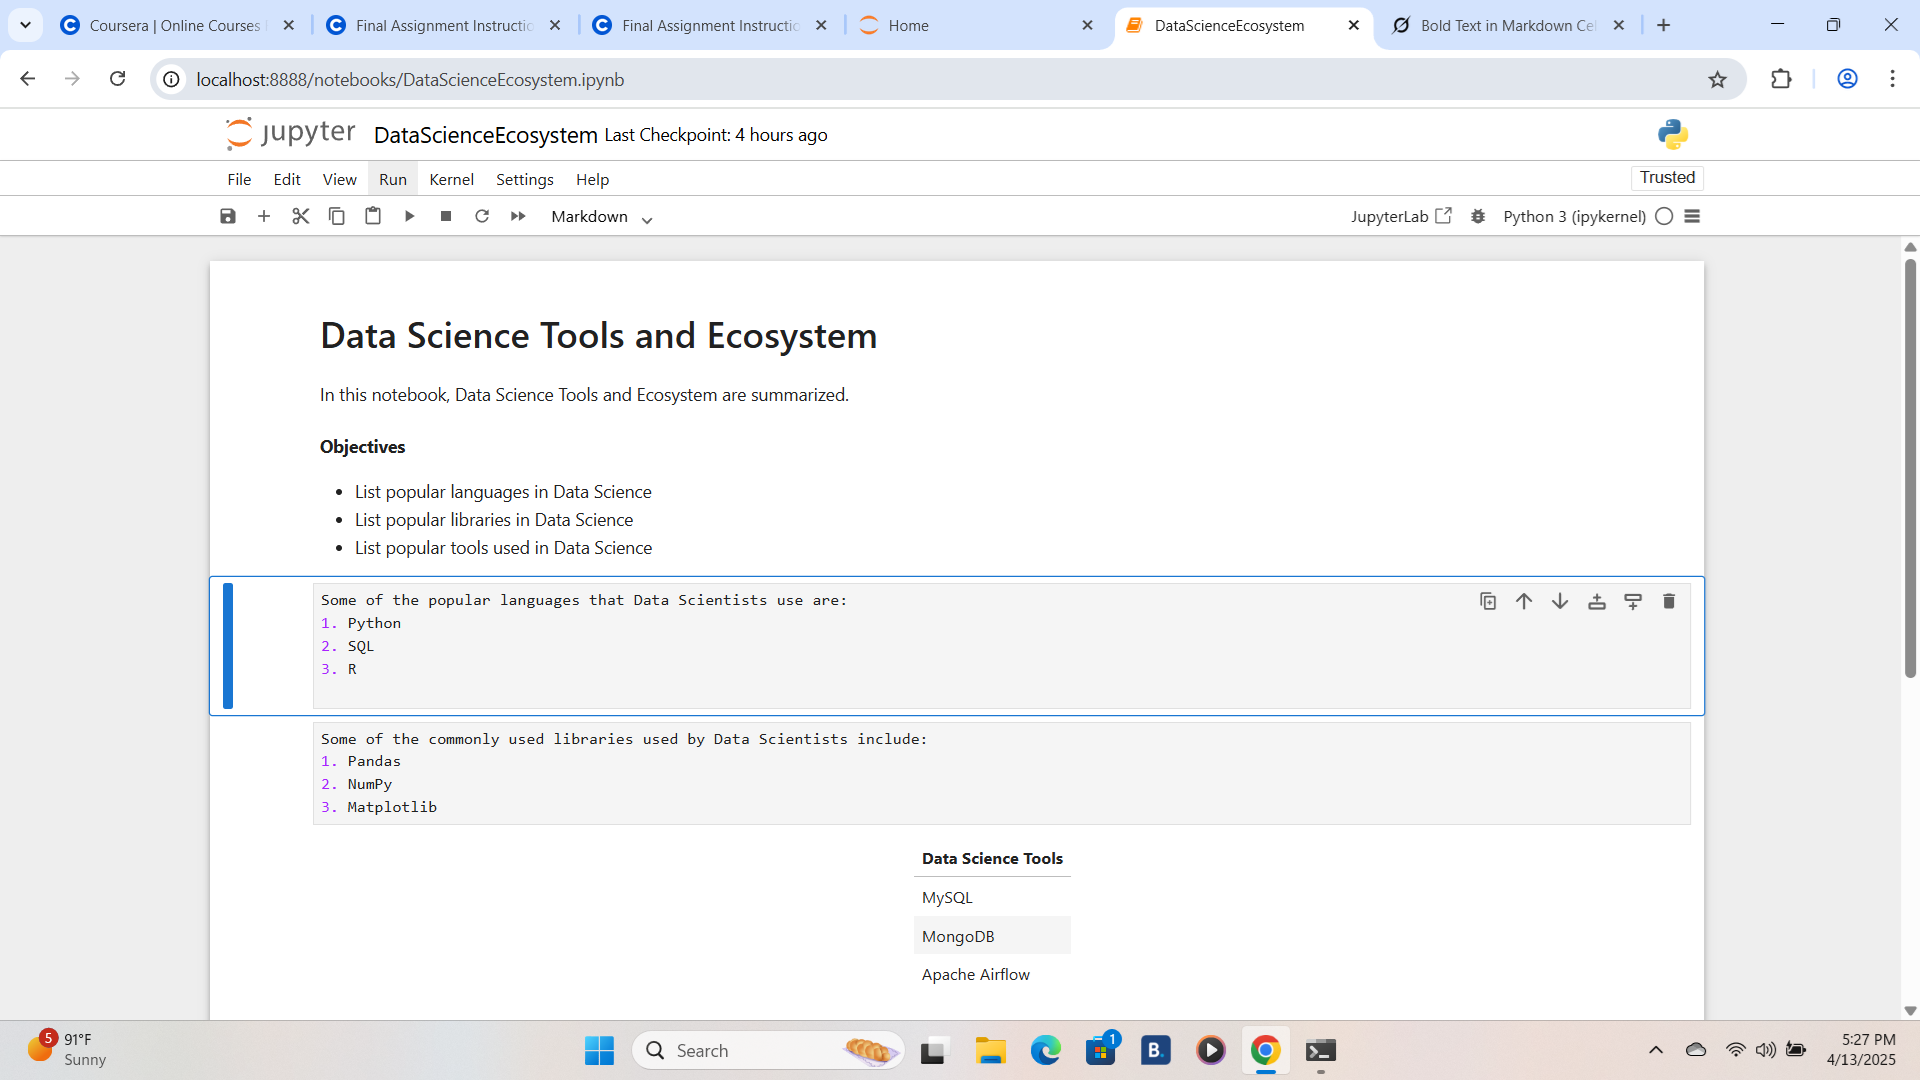 Coursera | Online Courses
Final Assignment Instructio
Final Assignment Instructio
Home
DataScienceEcosystem
Bold Text in Markdown Ce
localhost:8888/notebooks/DataScienceEcosystem.ipynb
jupyter DataScienceEcosystem Last Checkpoint: 4 hours ago
File Edit View Run Kernel Settings Help Trusted
Markdown JupyterLab Python 3 (ipykernel)
Data Science Tools and Ecosystem
In this notebook, Data Science Tools and Ecosystem are summarized.
Objectives
• List popular languages in Data Science
• List popular libraries in Data Science
• List popular tools used in Data Science
Some of the popular languages that Data Scientists use are:
1. Python
2. SQL
3. R
Some of the commonly used libraries used by Data Scientists include:
1. Pandas
2. NumPy
3. Matplotlib
Data Science Tools
MySQL
MongoDB
Apache Airflow
5
91°F
Sunny
Search
1
B.
5:27 PM
4/13/2025